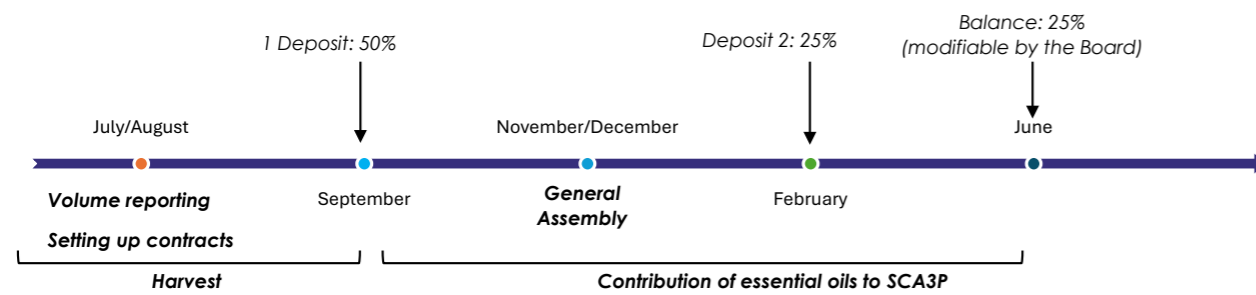 1 Deposit: 50%
Deposit 2: 25%
Balance: 25%
(modifiable by the Board)
July/August
November/December
June
Volume reporting
Setting up contracts
September
General
Assembly
February
Harvest
Contribution of essential oils to SCA3P